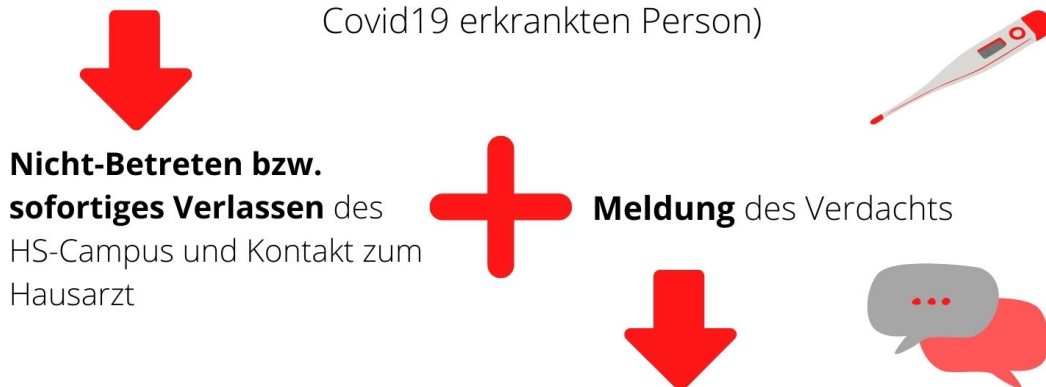 Covid19 erkrankten Person)
Nicht-Betreten bzw.
sofortiges Verlassen des
HS-Campus und Kontakt zum
Hausarzt
Meldung des Verdachts